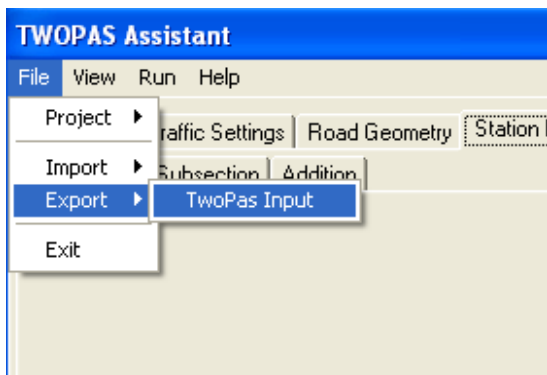 TWOPAS Assistant
File View Run Help
Project
raffic Settings Road Geometry Station
Import
Subsection Addition
Export TwoPas Input
Exit